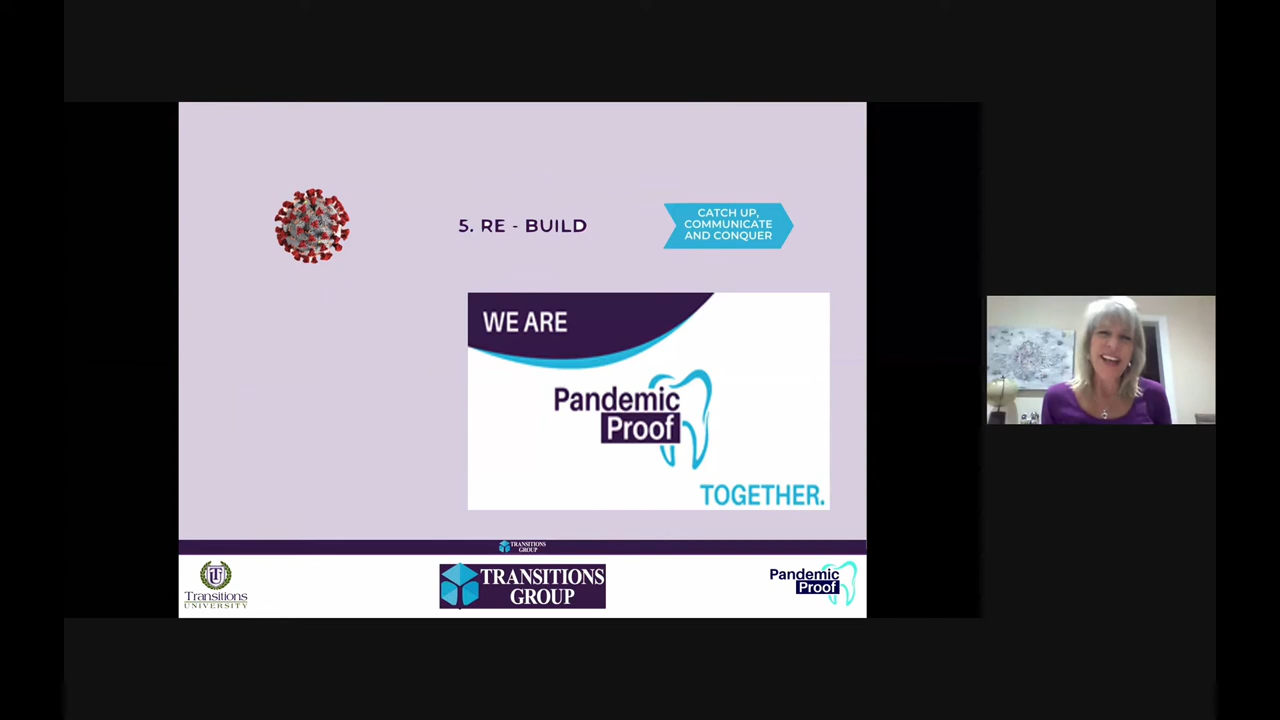 5. RE - BUILD
CATCH UP,
COMMUNICATE
AND CONQUER
WE ARE
Pandemic
Proof
TOGETHER.
TRANSITIONS
GROUP
Transitions
UNIVERSITY
TRANSITIONS
GROUP
Pandemic
Proof